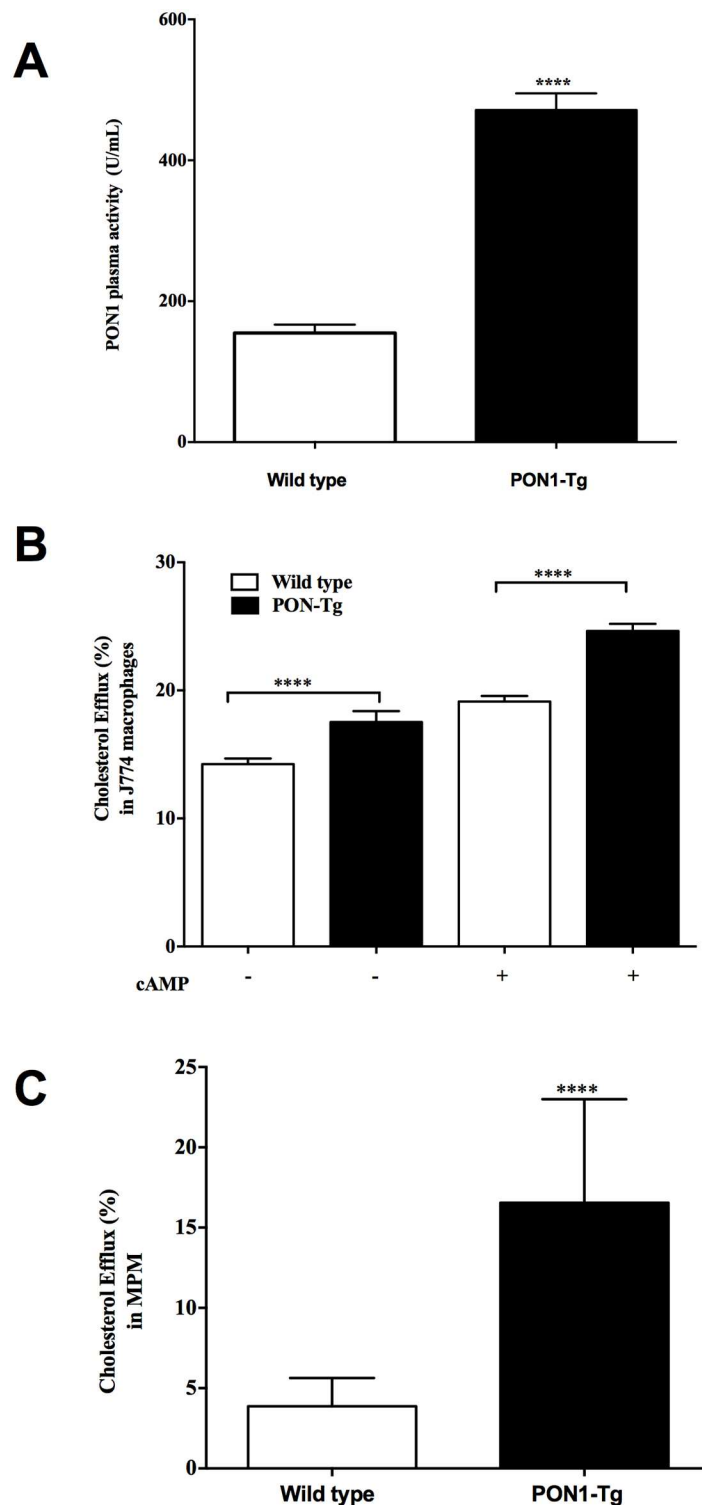 A
PON1 plasma activity (U/mL)
600
400
200
0
****
Wild type
PON1-Tg
B
Cholesterol Efflux (%)
in J774 macrophages
30
20
10
0
Wild type
PON-Tg
****
****
cAMP - - + +
C
Cholesterol Efflux (%)
in MPM
25
20
15
10
5
0
****
Wild type
PON1-Tg